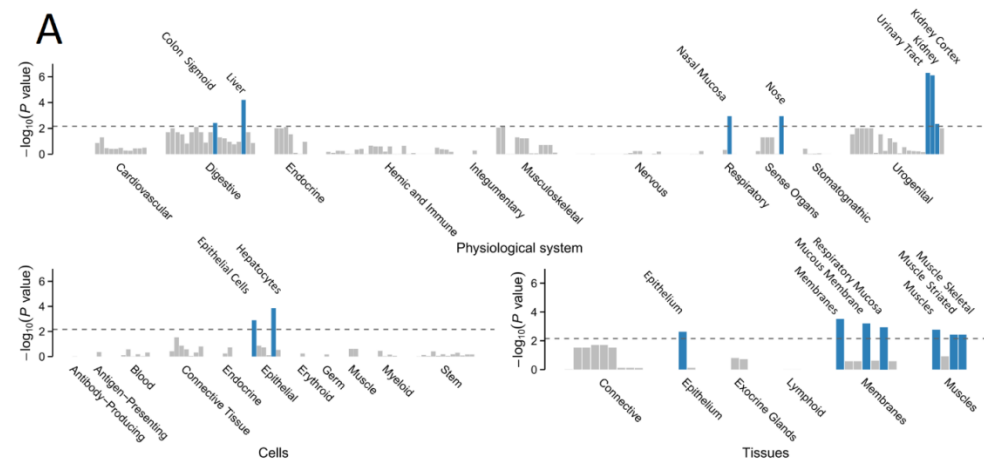 A
Colon Sigmoid
Liver
Nasal Mucosa
Nose
Urinary Tract
Kidney
Kidney Cortex
−log10(P value)
6
4
2
0
Cardiovascular
Digestive
Endocrine
Hemic and Immune
Integumentary
Musculoskeletal
Nervous
Respiratory
Sense Organs
Stomatognathic
Urogenital
Physiological system
Epithelial Cells
Hepatocytes
−log10(P value)
6
4
2
0
Antibody−Producing
Antigen−Presenting
Blood
Connective Tissue
Endocrine
Epithelial
Erythroid
Germ
Muscle
Myeloid
Stem
Cells
Epithelium
Membranes
Mucous Membrane
Respiratory Mucosa
Muscles
Muscle Striated
Muscle Skeletal
−log10(P value)
6
4
2
0
Connective
Epithelium
Exocrine Glands
Lymphoid
Membranes
Muscles
Tissues